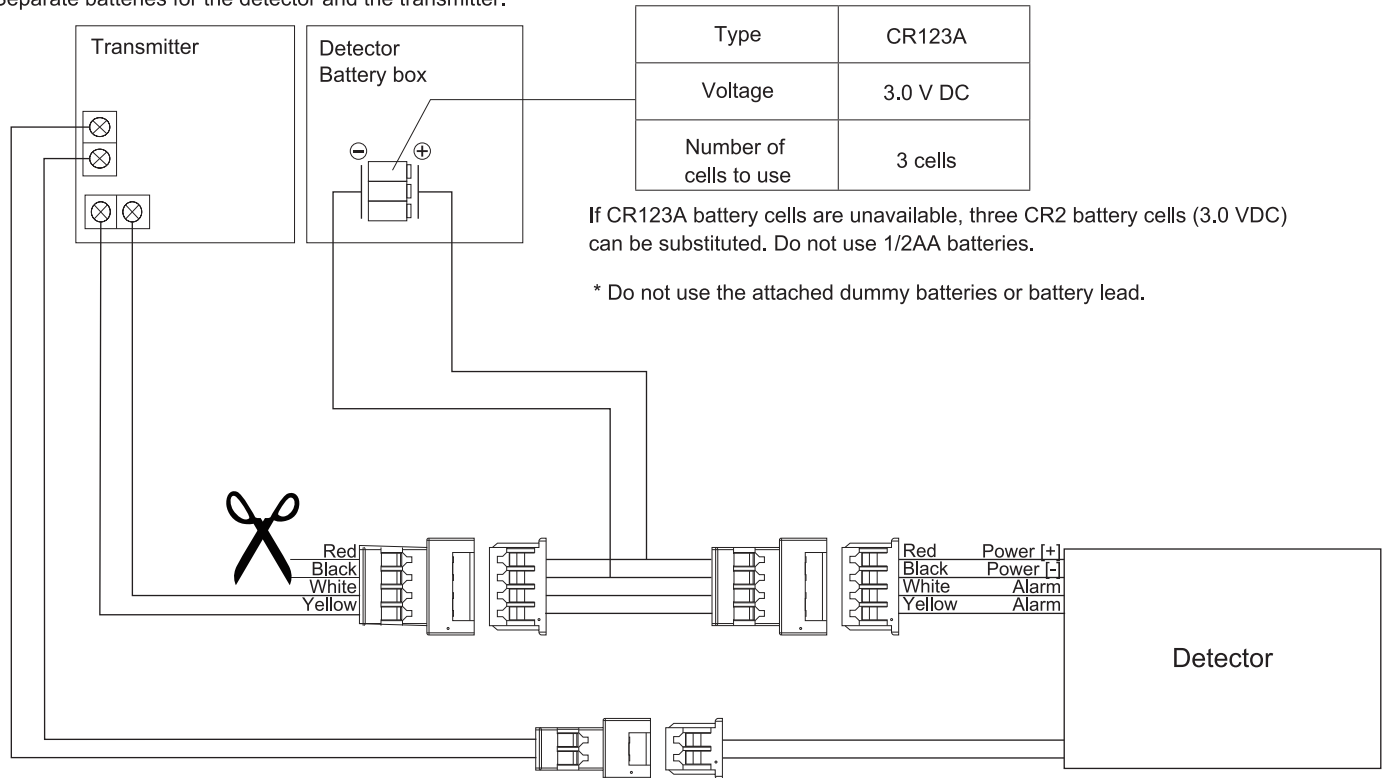 Separate batteries for the detector and the transmitter.
Transmitter
Detector
Battery box
Type CR123A
Voltage 3.0 V DC
Number of
cells to use
3 cells
⊖ ⊕
If CR123A battery cells are unavailable, three CR2 battery cells (3.0 VDC)
can be substituted. Do not use 1/2AA batteries.
* Do not use the attached dummy batteries or battery lead.
Red
Black
White
Yellow
Red Power [+]
Black Power [-]
White Alarm
Yellow Alarm
Detector